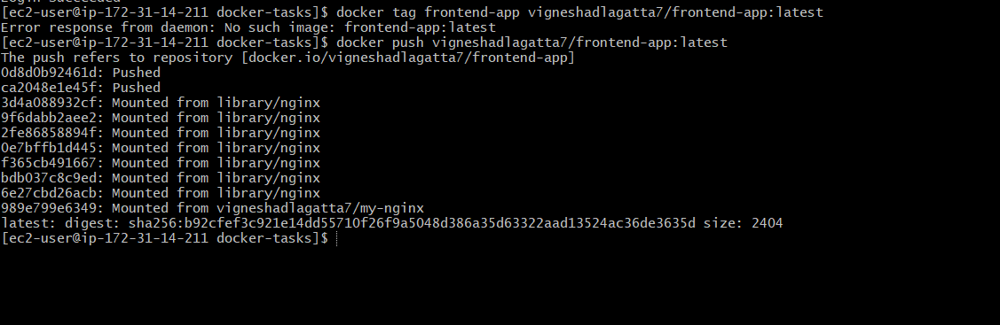 [ec2-user@ip-172-31-14-211 docker-tasks]$ docker tag frontend-app vigneshadlagatta7/frontend-app:latest
Error response from daemon: No such image: frontend-app:latest
[ec2-user@ip-172-31-14-211 docker-tasks]$ docker push vigneshadlagatta7/frontend-app:latest
The push refers to repository [docker.io/vigneshadlagatta7/frontend-app]
0d8d0b92461d: Pushed
ca2048e1e45f: Pushed
3d4a088932cf: Mounted from library/nginx
9f6dabb2aee2: Mounted from library/nginx
2fe86858894f: Mounted from library/nginx
0e7bffb1d445: Mounted from library/nginx
f365cb491667: Mounted from library/nginx
bdb037c8c9ed: Mounted from library/nginx
6e27cbd26acb: Mounted from library/nginx
989e799e6349: Mounted from vigneshadlagatta7/my-nginx
latest: digest: sha256:b92cfef3c921e14dd55710f26f9a5048d386a35d63322aad13524ac36de3635d size: 2404
[ec2-user@ip-172-31-14-211 docker-tasks]$